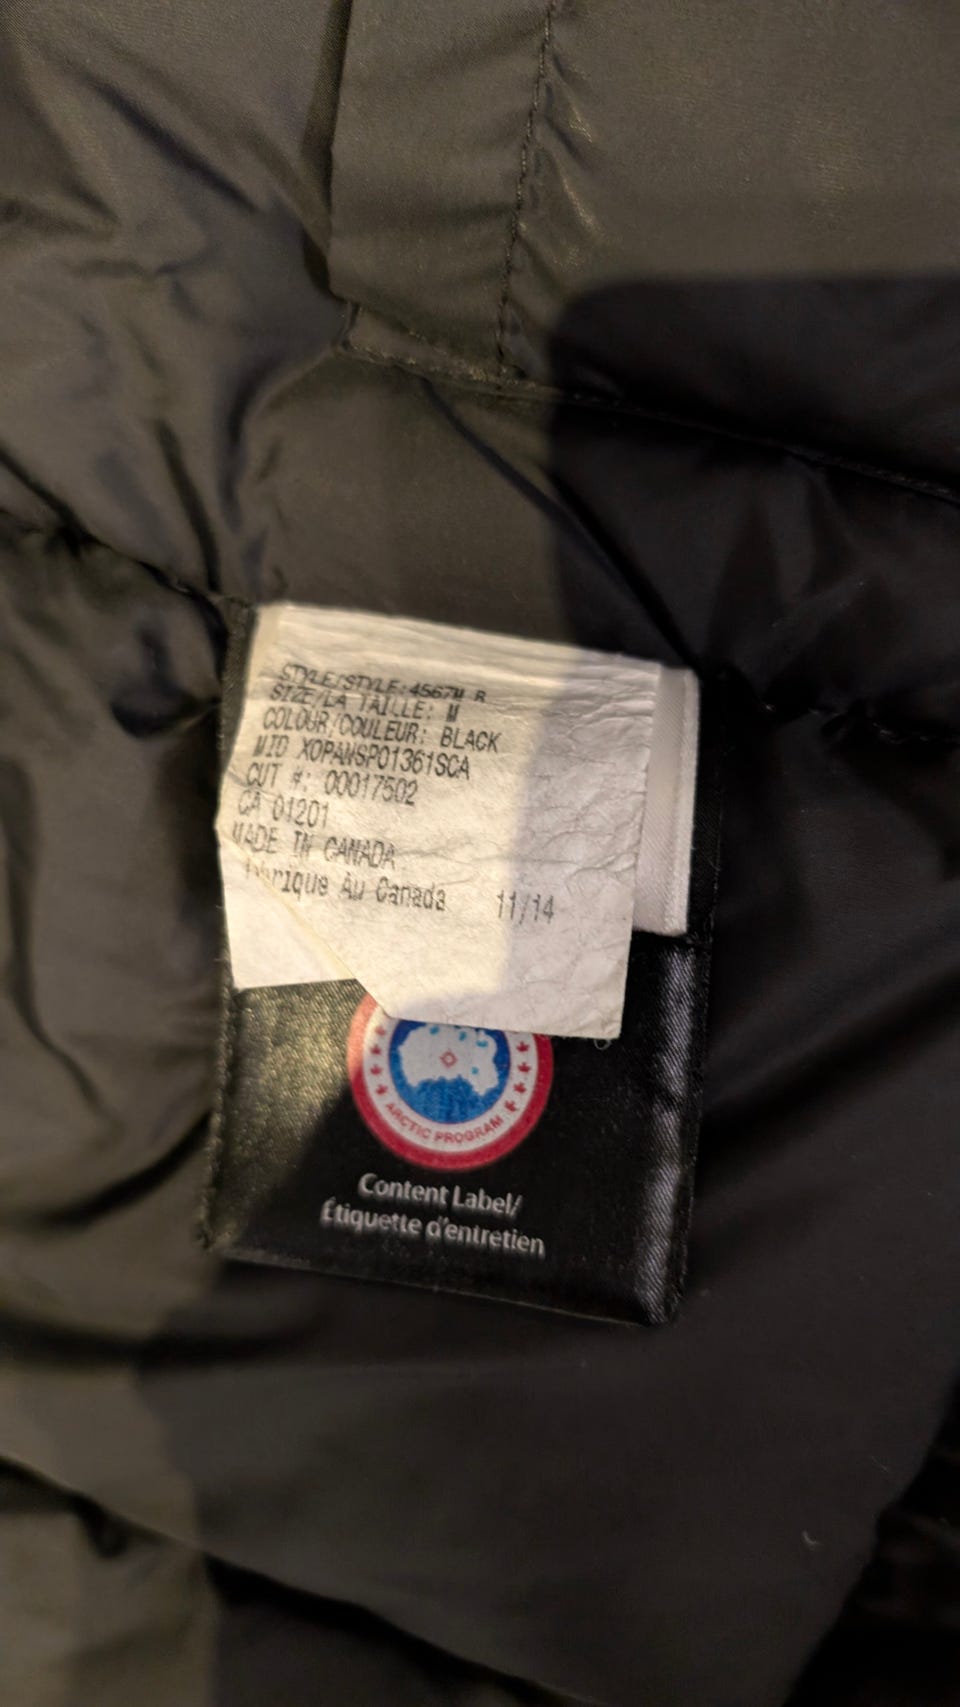 STYLE/STYLE: 4567M R
SIZE/LA TAILLE: M
COLOUR/COULEUR: BLACK
MID XOPANSPO1361SCA
CUT #: 00017502
CA 01201
MADE IN CANADA
Fabrique Au Canada 11/14
ARCTIC PROGRAM
Content Label/
Étiquette d'entretien